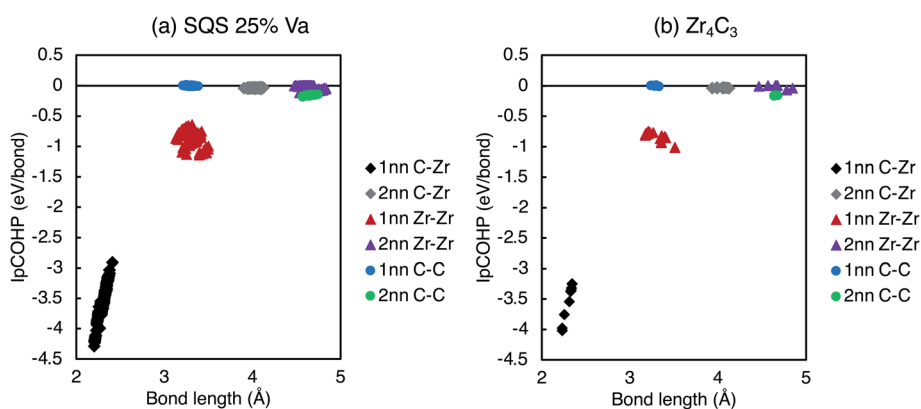 (a) SQS 25% Va
0.5
0
-0.5
-1
-1.5
-2
-2.5
-3
-3.5
-4
-4.5
IpCOHP (eV/bond)
2
3
4
5
Bond length (Å)
1nn C-Zr
2nn C-Zr
1nn Zr-Zr
2nn Zr-Zr
1nn C-C
2nn C-C
(b) Zr₄C₃
0.5
0
-0.5
-1
-1.5
-2
-2.5
-3
-3.5
-4
-4.5
IpCOHP (eV/bond)
2
3
4
5
Bond length (Å)
1nn C-Zr
2nn C-Zr
1nn Zr-Zr
2nn Zr-Zr
1nn C-C
2nn C-C